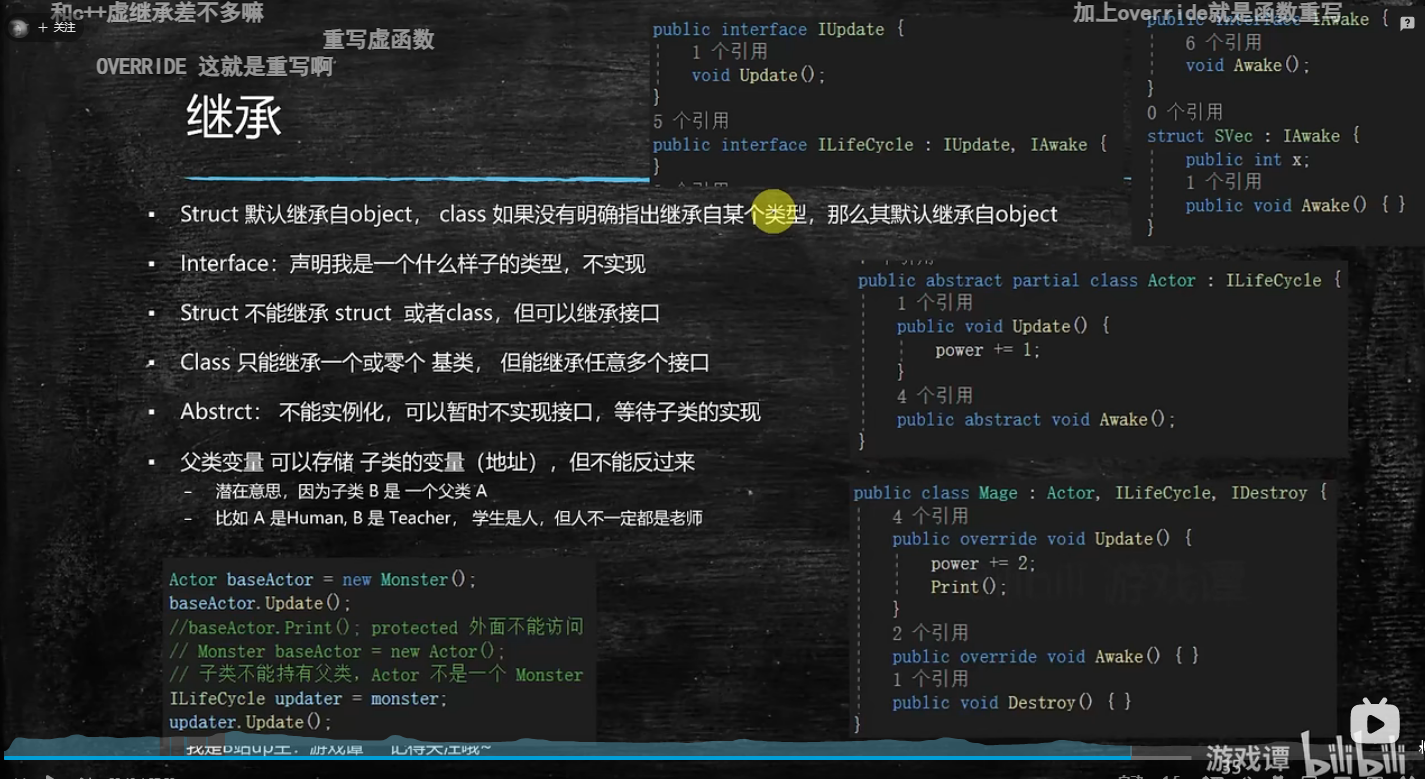 和c++虚继承差不多嘛
+ 关注
重写虚函数
OVERRIDE 这就是重写啊
加上override就是函数重写
继承
public interface IUpdate {
1 个引用
void Update();
}
5 个引用
public interface ILifeCycle : IUpdate, IAwake {
}
public interface IAwake {
6 个引用
void Awake();
}
0 个引用
struct SVec : IAwake {
public int x;
1 个引用
public void Awake() { }
}
▪ Struct 默认继承自object， class 如果没有明确指出继承自某个类型，那么其默认继承自object
▪ Interface：声明我是一个什么样子的类型，不实现
▪ Struct 不能继承 struct 或者class，但可以继承接口
▪ Class 只能继承一个或零个 基类， 但能继承任意多个接口
▪ Abstrct： 不能实例化，可以暂时不实现接口，等待子类的实现
▪ 父类变量 可以存储 子类的变量（地址），但不能反过来
– 潜在意思，因为子类 B 是 一个父类 A
– 比如 A 是Human, B 是 Teacher， 学生是人，但人不一定都是老师
public abstract partial class Actor : ILifeCycle {
1 个引用
public void Update() {
power += 1;
}
4 个引用
public abstract void Awake();
}
public class Mage : Actor, ILifeCycle, IDestroy {
4 个引用
public override void Update() {
power += 2;
Print();
}
2 个引用
public override void Awake() { }
1 个引用
public void Destroy() { }
}
Actor baseActor = new Monster();
baseActor.Update();
//baseActor.Print(); protected 外面不能访问
// Monster baseActor = new Actor();
// 子类不能持有父类，Actor 不是一个 Monster
ILifeCycle updater = monster;
updater.Update();
我是B站up主：游戏谭 记得关注哦~
游戏谭 bilibili
35